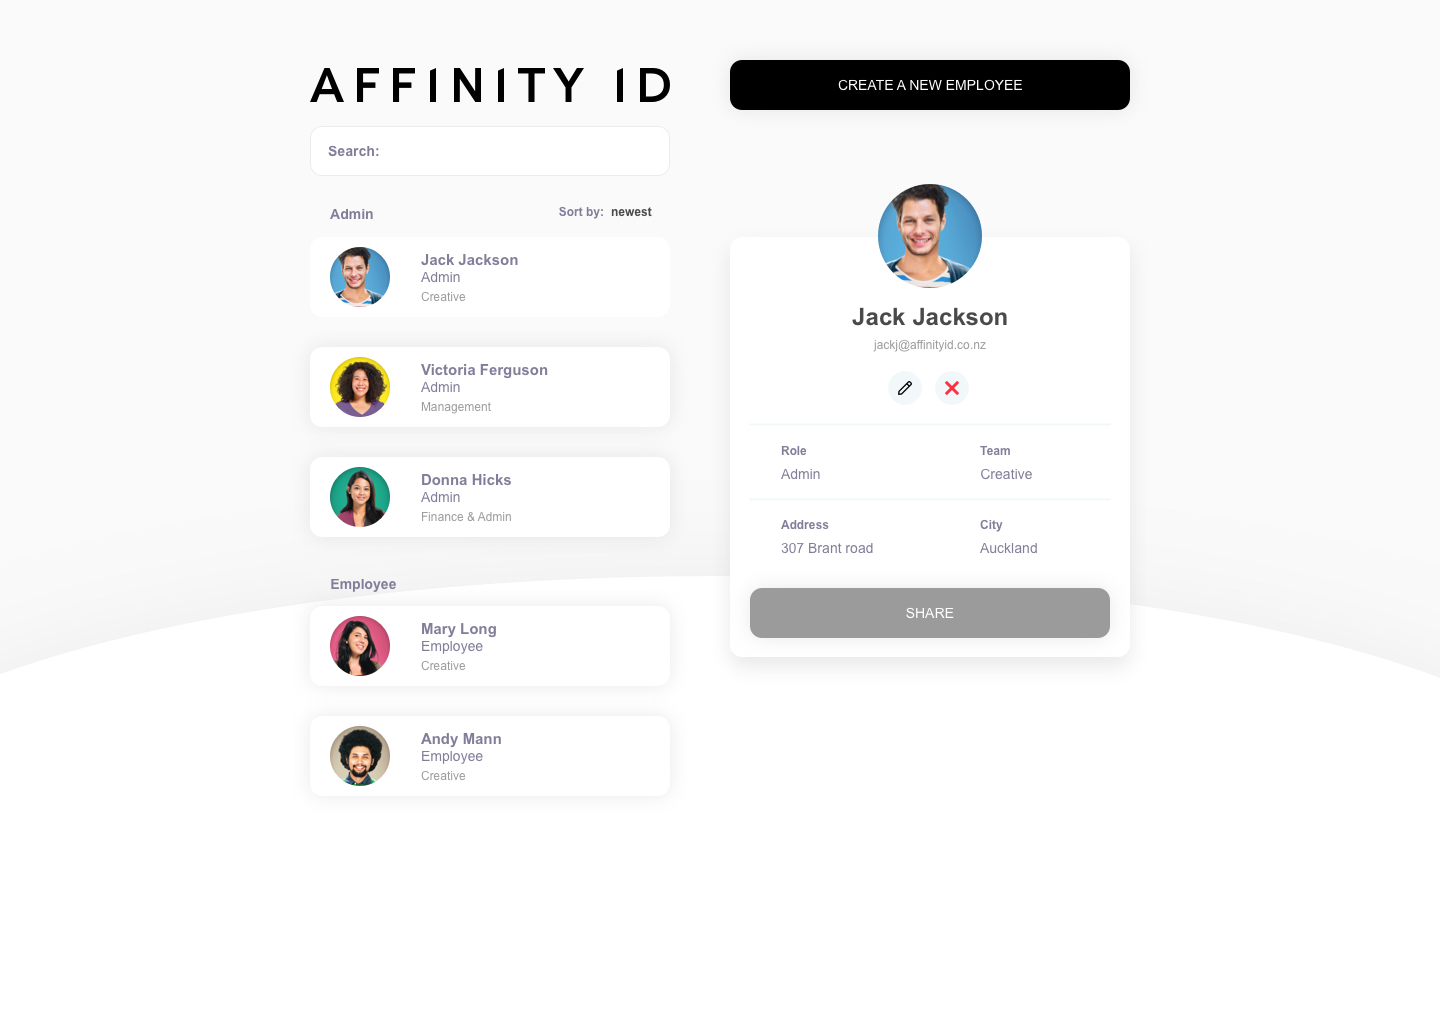 AFFINITY ID
CREATE A NEW EMPLOYEE
Search:
Admin
Sort by: newest
Jack Jackson
Admin
Creative
Victoria Ferguson
Admin
Management
Donna Hicks
Admin
Finance & Admin
Employee
Mary Long
Employee
Creative
Andy Mann
Employee
Creative
Jack Jackson
jackj@affinityid.co.nz
Role Team
Admin Creative
Address City
307 Brant road Auckland
SHARE